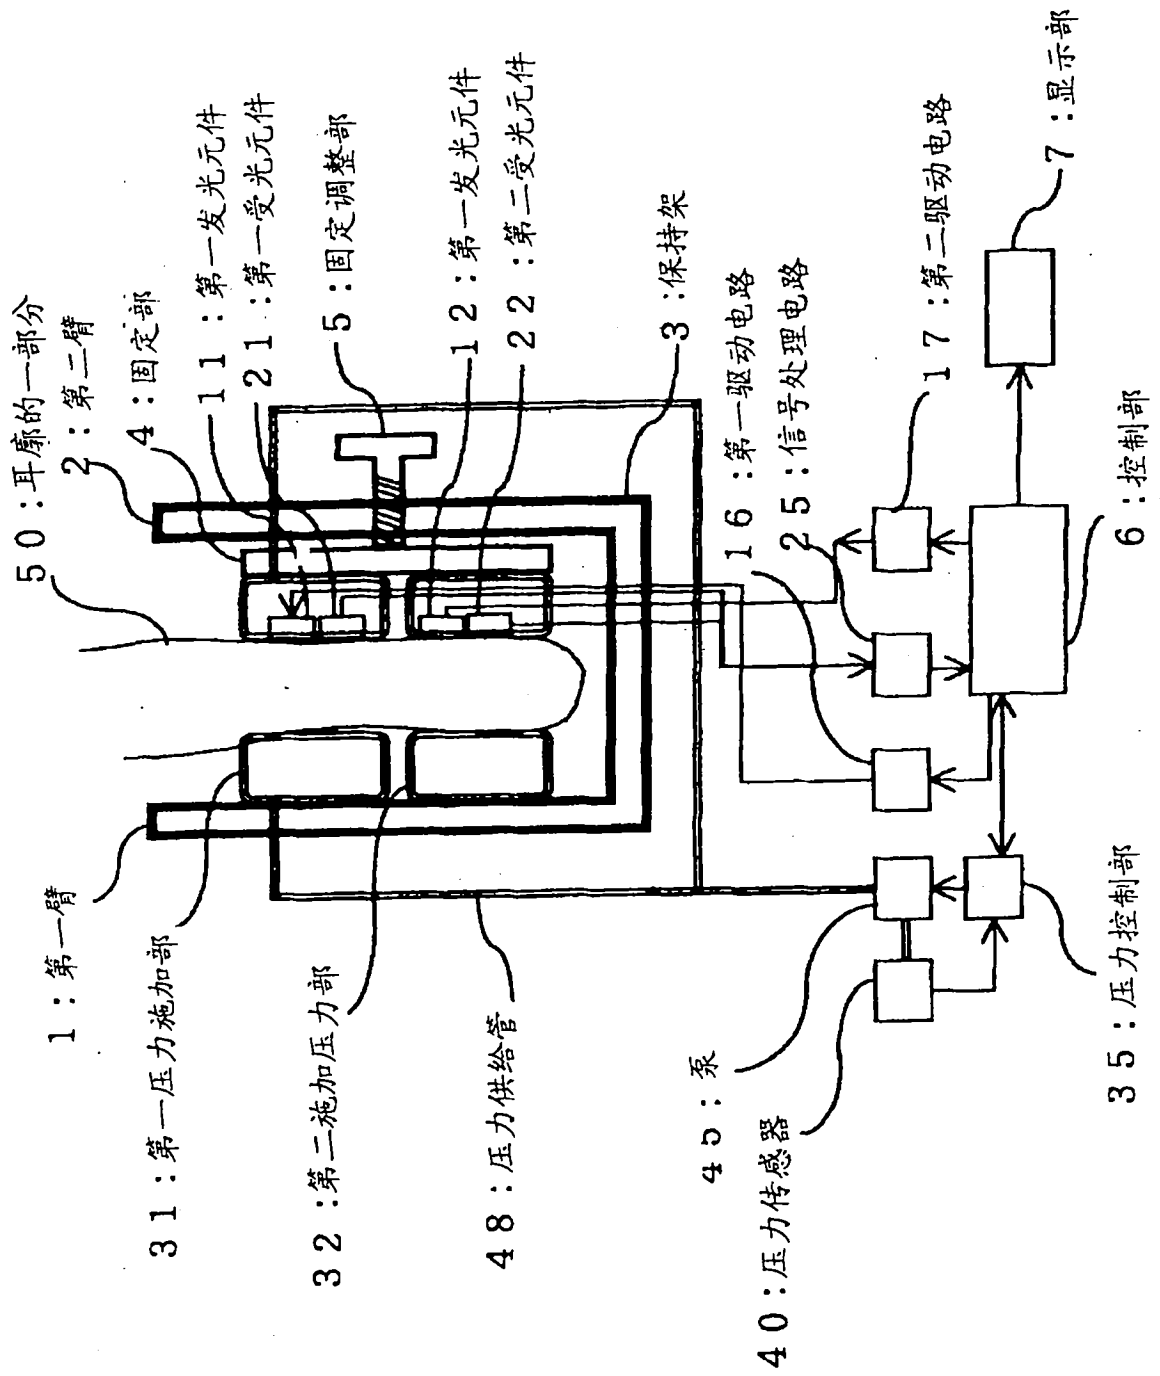 50:耳廓的一部分
2:第二臂
4:固定部
11:第一发光元件
21:第一受光元件
5:固定调整部
12:第一发光元件
22:第二受光元件
3:保持架
16:第一驱动电路
25:信号处理电路
17:第二驱动电路
7:显示部
6:控制部
1:第一臂
31:第一压力施加部
32:第二施加压力部
48:压力供给管
45:泵
40:压力传感器
35:压力控制部